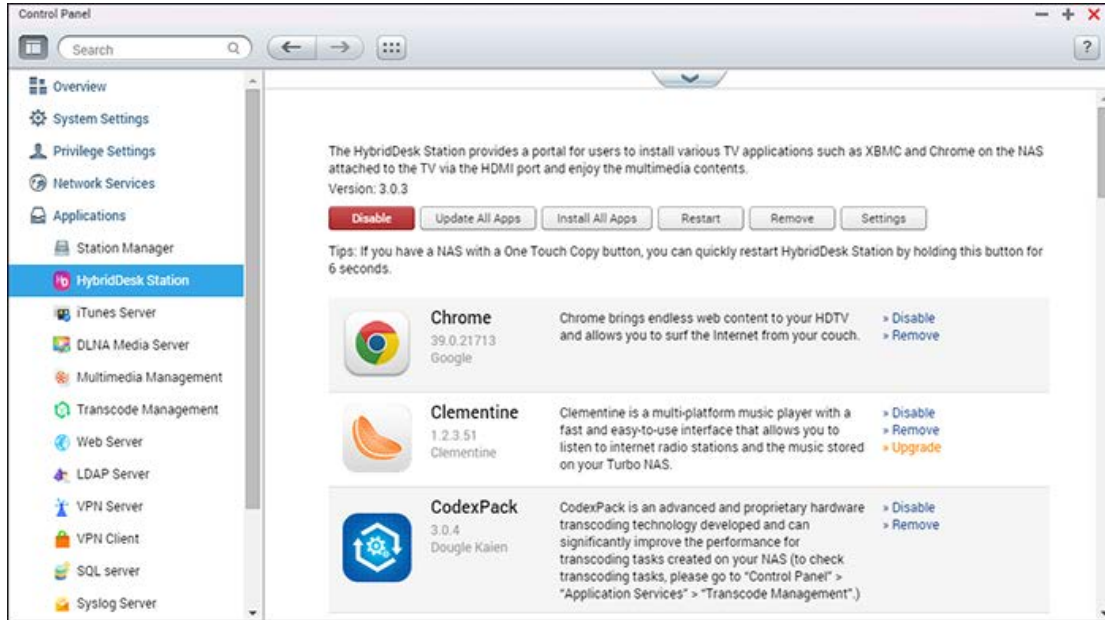 Control Panel
Search
Overview
System Settings
Privilege Settings
Network Services
Applications
Station Manager
HybridDesk Station
iTunes Server
DLNA Media Server
Multimedia Management
Transcode Management
Web Server
LDAP Server
VPN Server
VPN Client
SQL server
Syslog Server
The HybridDesk Station provides a portal for users to install various TV applications such as XBMC and Chrome on the NAS
attached to the TV via the HDMI port and enjoy the multimedia contents.
Version: 3.0.3
Disable Update All Apps Install All Apps Restart Remove Settings
Tips: If you have a NAS with a One Touch Copy button, you can quickly restart HybridDesk Station by holding this button for
6 seconds.
Chrome
39.0.21713
Google
Chrome brings endless web content to your HDTV
and allows you to surf the Internet from your couch.
» Disable
» Remove
Clementine
1.2.3.51
Clementine
Clementine is a multi-platform music player with a
fast and easy-to-use interface that allows you to
listen to internet radio stations and the music stored
on your Turbo NAS.
» Disable
» Remove
» Upgrade
CodexPack
3.0.4
Dougle Kaien
CodexPack is an advanced and proprietary hardware
transcoding technology developed and can
significantly improve the performance for
transcoding tasks created on your NAS (to check
transcoding tasks, please go to "Control Panel" >
"Application Services" > "Transcode Management".)
» Disable
» Remove